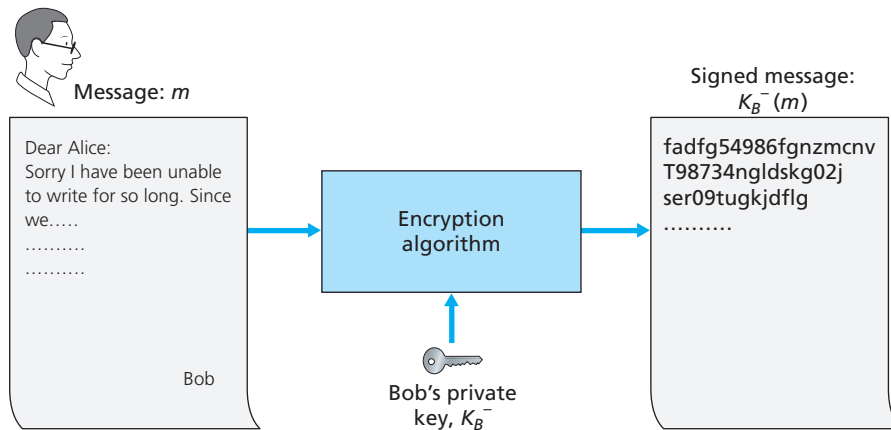 Message: m
Dear Alice:
Sorry I have been unable
to write for so long. Since
we.....
..........
..........
Bob
Encryption
algorithm
Bob's private
key, K_B^-
Signed message:
K_B^- (m)
fadfg54986fgnzmcnv
T98734ngldskg02j
ser09tugkjdflg
..........